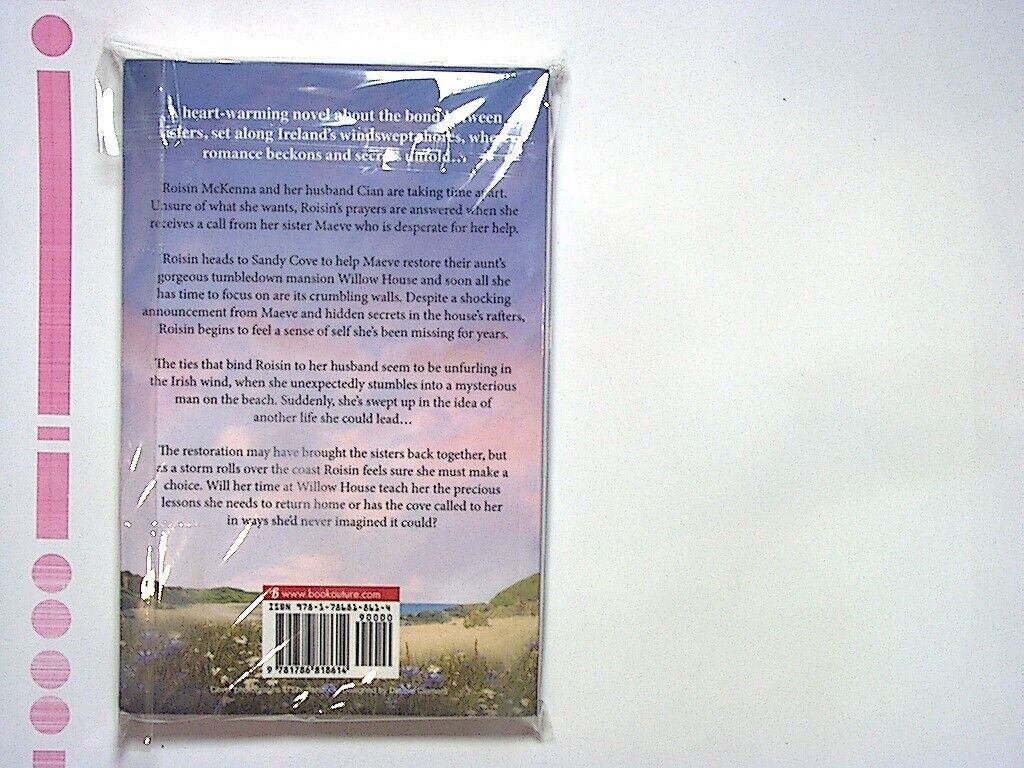 A heart-warming novel about the bond between
sisters, set along Ireland's windswept shores, where
romance beckons and secrets unfold…
Roisin McKenna and her husband Cian are taking time apart.
Unsure of what she wants, Roisin's prayers are answered when she
receives a call from her sister Maeve who is desperate for her help.
Roisin heads to Sandy Cove to help Maeve restore their aunt's
gorgeous tumbledown mansion Willow House and soon all she
has time to focus on are its crumbling walls. Despite a shocking
announcement from Maeve and hidden secrets in the house's rafters,
Roisin begins to feel a sense of self she's been missing for years.
The ties that bind Roisin to her husband seem to be unfurling in
the Irish wind, when she unexpectedly stumbles into a mysterious
man on the beach. Suddenly, she's swept up in the idea of
another life she could lead…
The restoration may have brought the sisters back together, but
as a storm rolls over the coast Roisin feels sure she must make a
choice. Will her time at Willow House teach her the precious
lessons she needs to return home or has the cove called to her
in ways she'd never imagined it could?
www.bookouture.com
ISBN 978-1-78681-861-4
90000
9 781786 818614